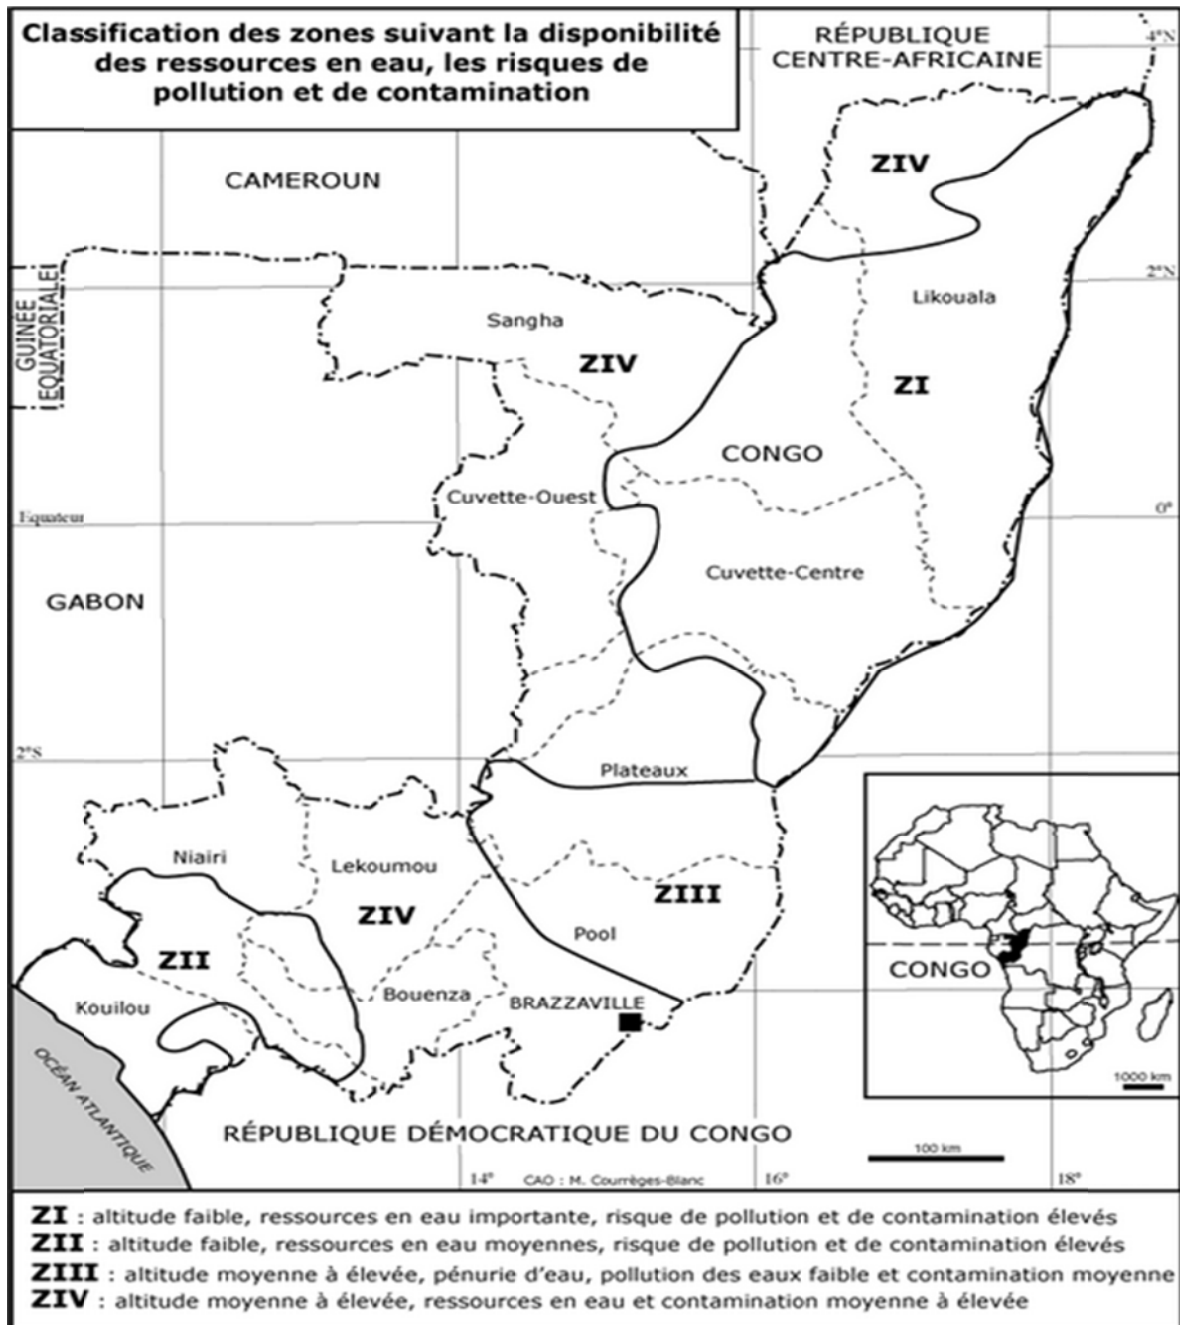 Classification des zones suivant la disponibilité
des ressources en eau, les risques de
pollution et de contamination
RÉPUBLIQUE
CENTRE-AFRICAINE
4°N
ZIV
CAMEROUN
GUINÉE
EQUATORIALE
2°N
Likouala
Sangha
ZIV
ZI
CONGO
Cuvette-Ouest
Equateur
0°
Cuvette-Centre
GABON
2°S
Plateaux
Niairi
Lekoumou
ZIII
ZIV
Pool
ZII
CONGO
Kouilou
Bouenza
BRAZZAVILLE
OCÉAN ATLANTIQUE
1000 km
RÉPUBLIQUE DÉMOCRATIQUE DU CONGO
100 km
14°
CAO : M. Courrèges-Blanc
16°
18°
ZI : altitude faible, ressources en eau importante, risque de pollution et de contamination élevés
ZII : altitude faible, ressources en eau moyennes, risque de pollution et de contamination élevés
ZIII : altitude moyenne à élevée, pénurie d'eau, pollution des eaux faible et contamination moyenne
ZIV : altitude moyenne à élevée, ressources en eau et contamination moyenne à élevée